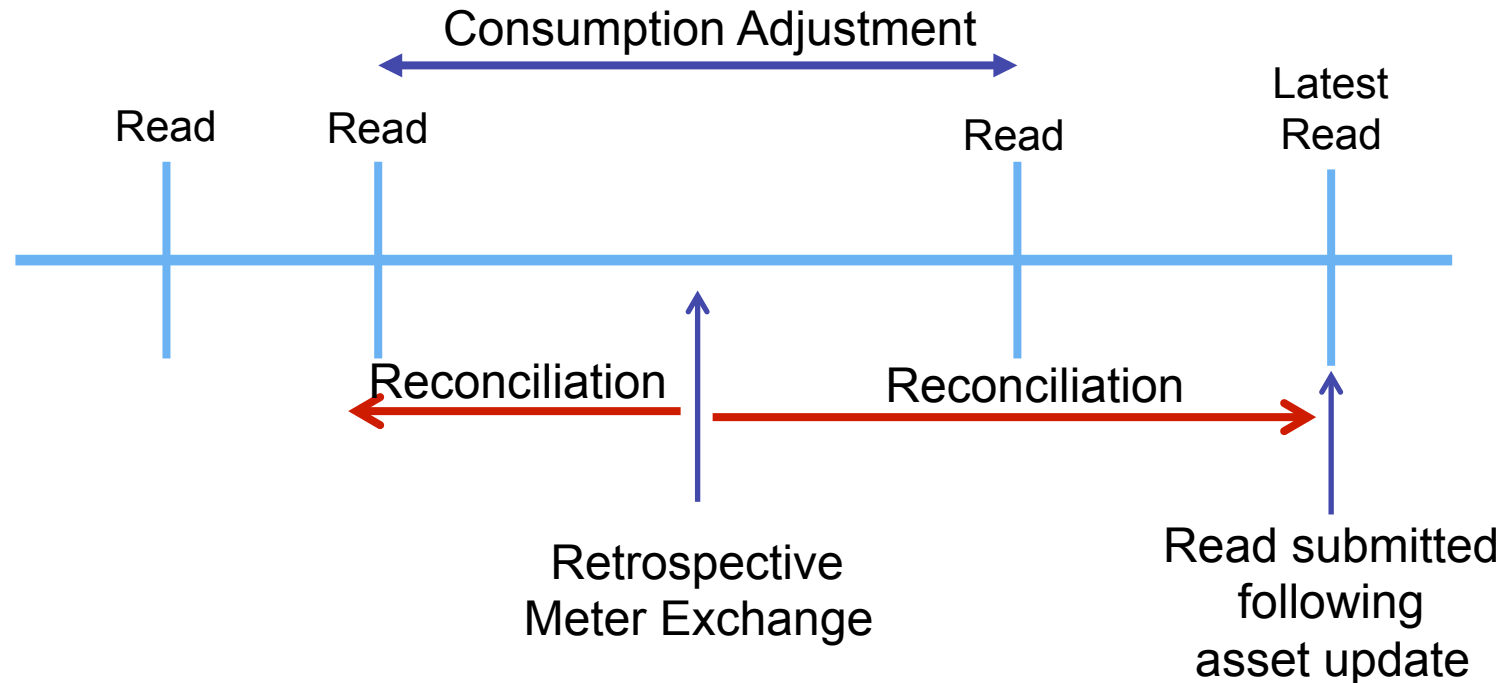 Consumption Adjustment
Read
Read
Read
Latest
Read
Reconciliation
Reconciliation
Retrospective
Meter Exchange
Read submitted
following
asset update